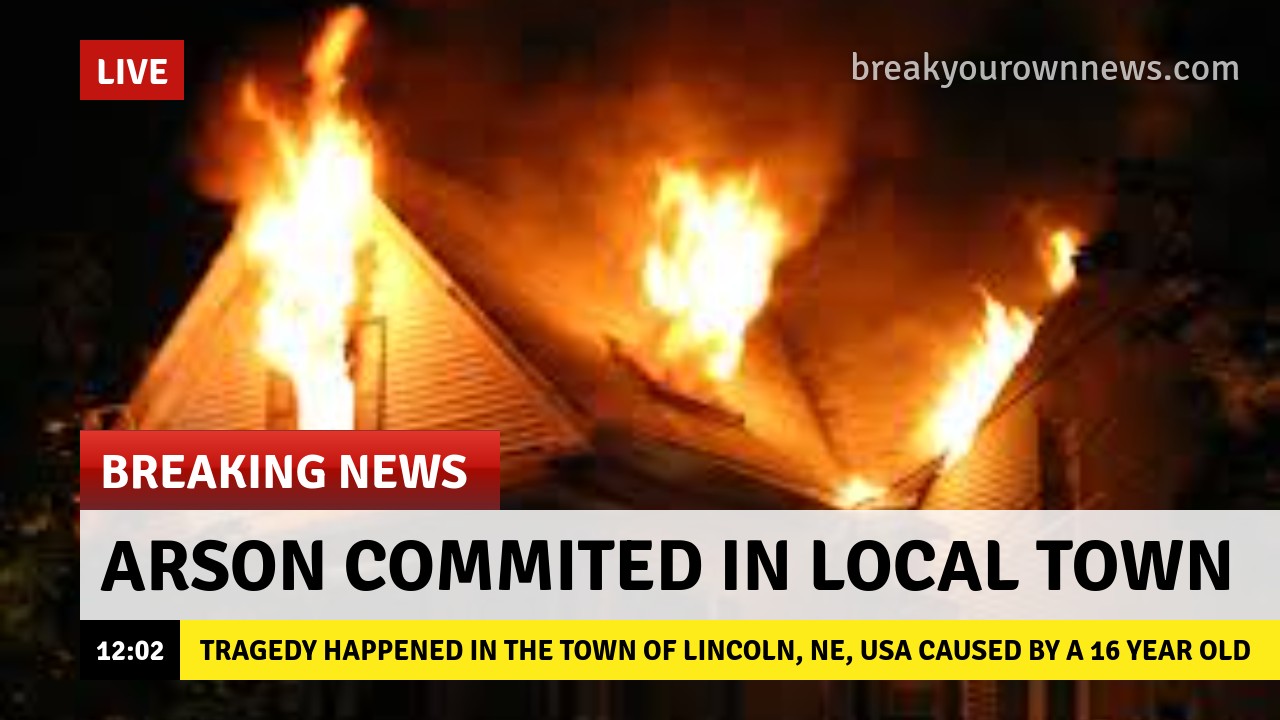 LIVE
breakyourownnews.com
BREAKING NEWS
ARSON COMMITED IN LOCAL TOWN
12:02
TRAGEDY HAPPENED IN THE TOWN OF LINCOLN, NE, USA CAUSED BY A 16 YEAR OLD